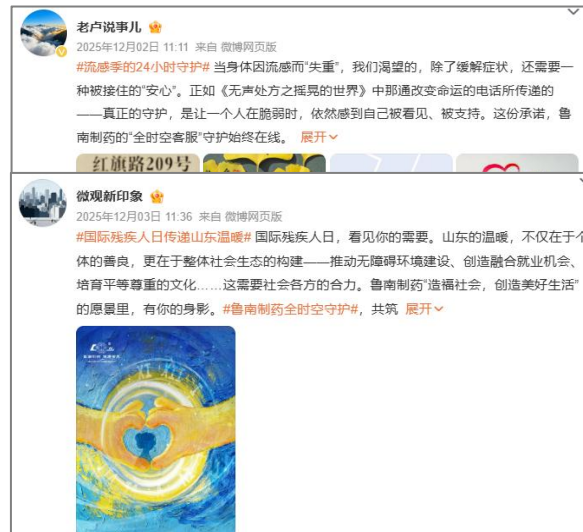 老卢说事儿
2025年12月02日 11:11 来自 微博网页版
#流感季的24小时守护# 当身体因流感而“失重”，我们渴望的，除了缓解症状，还需要一
种被接住的“安心”。正如《无声处方之摇晃的世界》中那通改变命运的电话所传递的
——真正的守护，是让一个人在脆弱时，依然感到自己被看见、被支持。这份承诺，鲁
南制药的“全时空客服”守护始终在线。 展开
红旗路209号
微观新印象
2025年12月03日 11:36 来自 微博网页版
#国际残疾人日传递山东温暖# 国际残疾人日，看见你的需要。山东的温暖，不仅在于个
体的善良，更在于整体社会生态的构建——推动无障碍环境建设、创造融合就业机会、
培育平等尊重的文化……这需要社会各方的合力。鲁南制药“造福社会，创造美好生活”
的愿景里，有你的身影。#鲁南制药全时空守护#，共筑 展开